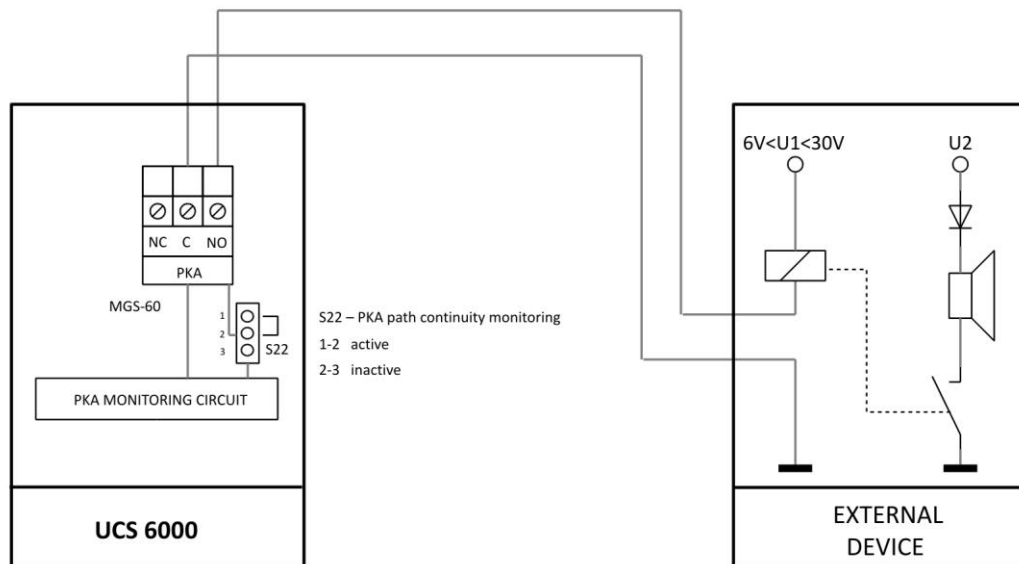 6V<U1<30V
U2
NC C NO
PKA
MGS-60
1
2
3
S22
S22 – PKA path continuity monitoring
1-2 active
2-3 inactive
PKA MONITORING CIRCUIT
UCS 6000
EXTERNAL
DEVICE